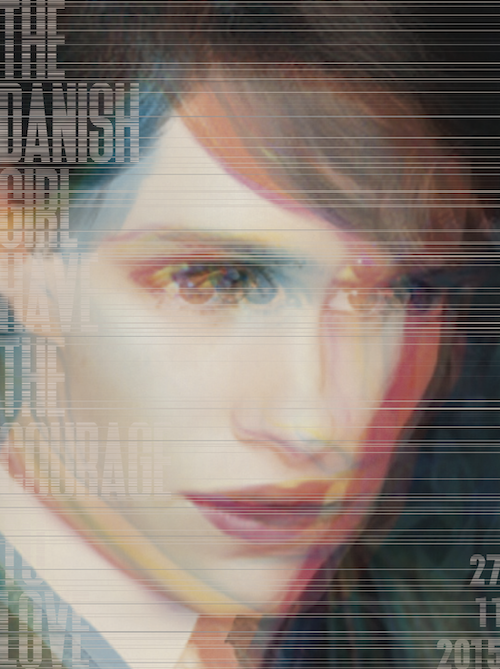 THE
DANISH
GIRL
HAVE
THE
COURAGE
TO
LOVE
27
11
2015